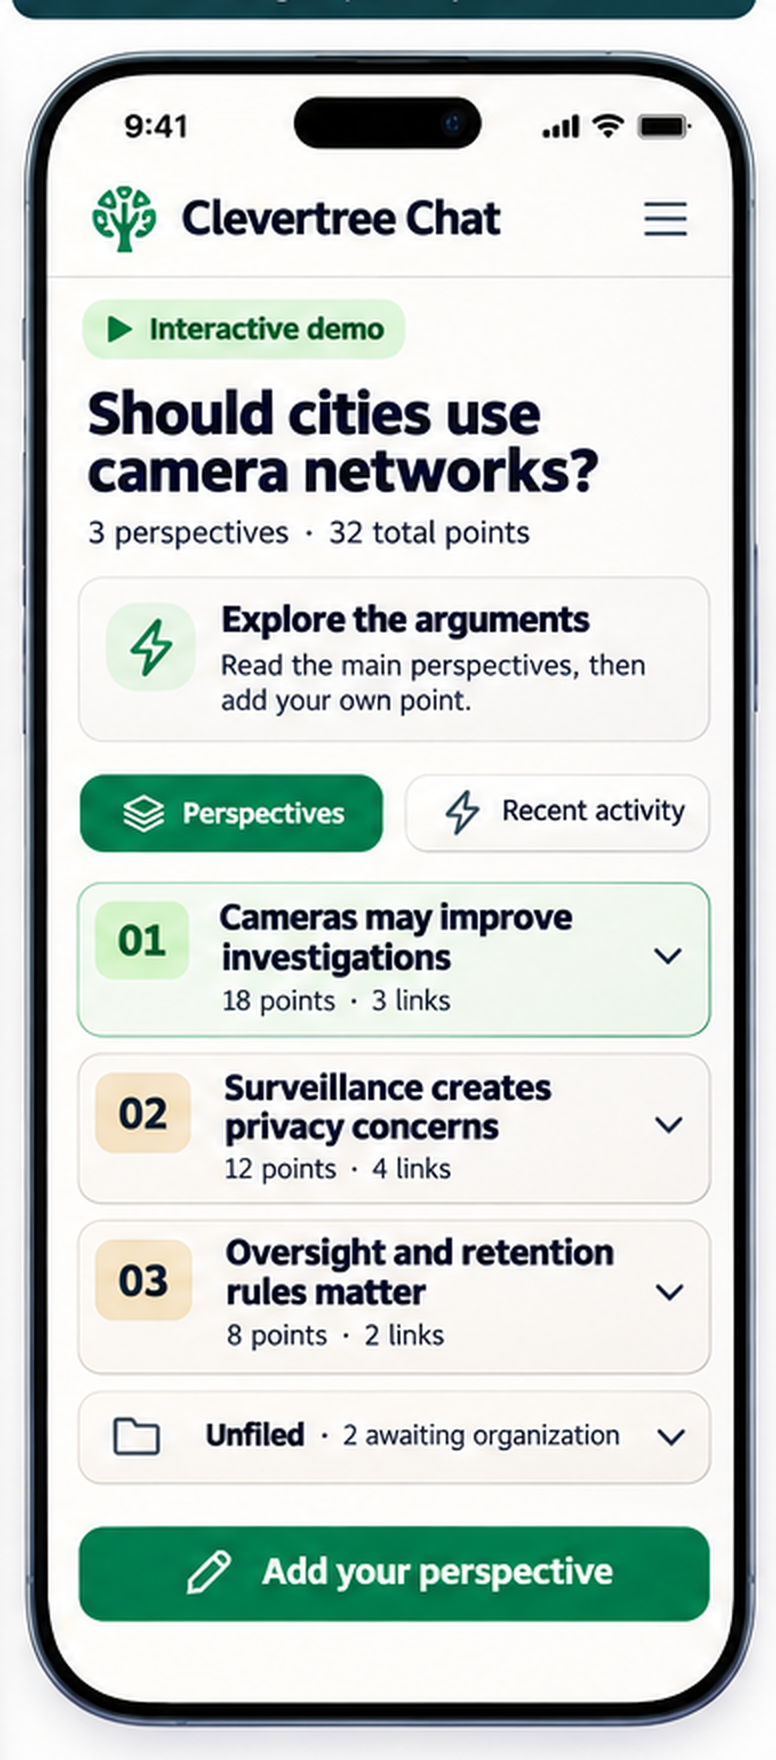 9:41
Clevertree Chat
Interactive demo
Should cities use
camera networks?
3 perspectives · 32 total points
Explore the arguments
Read the main perspectives, then
add your own point.
Perspectives
Recent activity
01
Cameras may improve
investigations
18 points · 3 links
02
Surveillance creates
privacy concerns
12 points · 4 links
03
Oversight and retention
rules matter
8 points · 2 links
Unfiled · 2 awaiting organization
Add your perspective